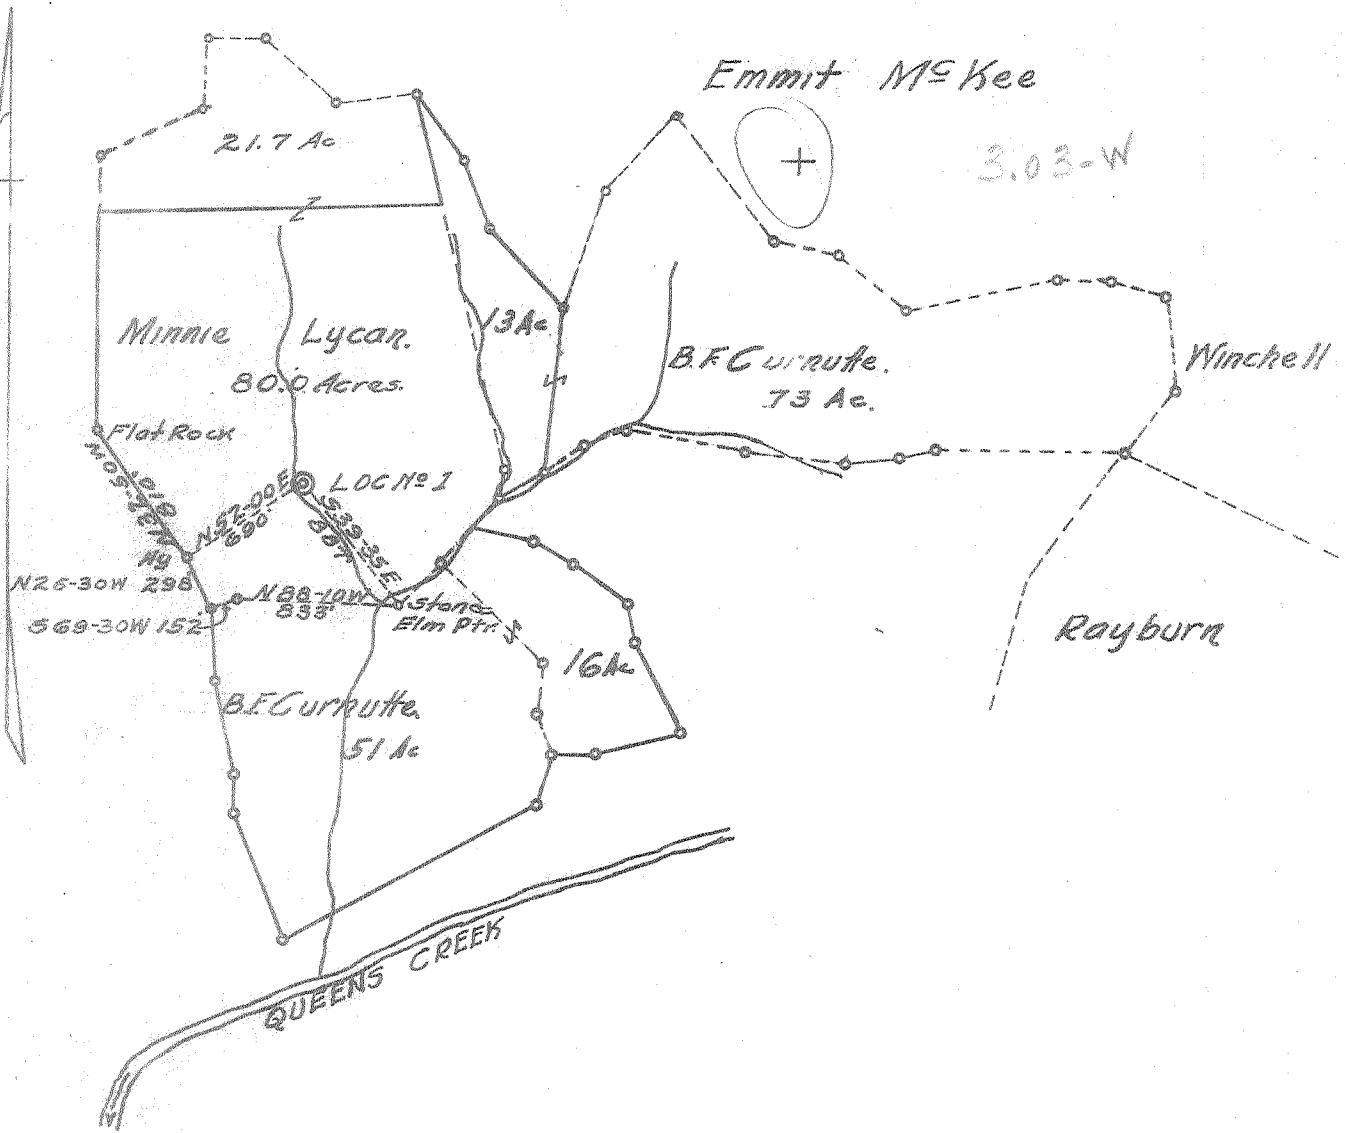 Emmit McKee
21.7 Ac
3.03-W
Minnie Lycan.
80.0 Acres.
13 Ac
B.F. Curnutte.
73 Ac.
Winchell
Flat Rock
LOC No 1
N57-00E
690'
S39-35E
887'
Hy
N26-30W 298
N88-10W
833'
S69-30W 152'
Stone
Elm Ptr.
16 Ac
Rayburn
B.F. Curnutte.
51 Ac
QUEENS CREEK